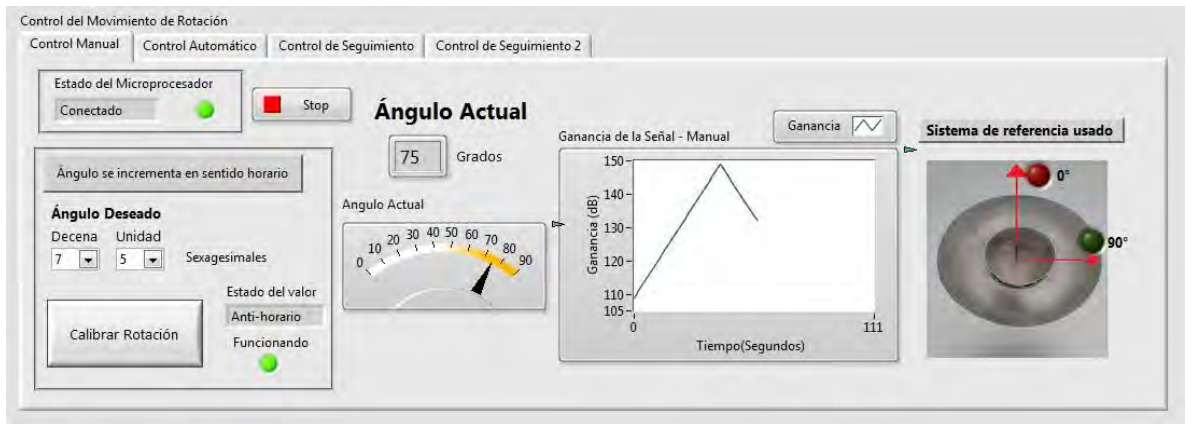 Control del Movimiento de Rotación
Control Manual
Control Automático
Control de Seguimiento
Control de Seguimiento 2
Estado del Microprocesador
Conectado
Stop
Ángulo Actual
75 Grados
Ángulo se incrementa en sentido horario
Ángulo Deseado
Decena Unidad
7 5 Sexagesimales
Calibrar Rotación
Estado del valor
Anti-horario
Funcionando
Angulo Actual
0 10 20 30 40 50 60 70 80 90
Ganancia de la Señal - Manual
Ganancia
Ganancia (dB)
150
140
130
120
110
105
0 111
Tiempo(Segundos)
Sistema de referencia usado
0°
90°